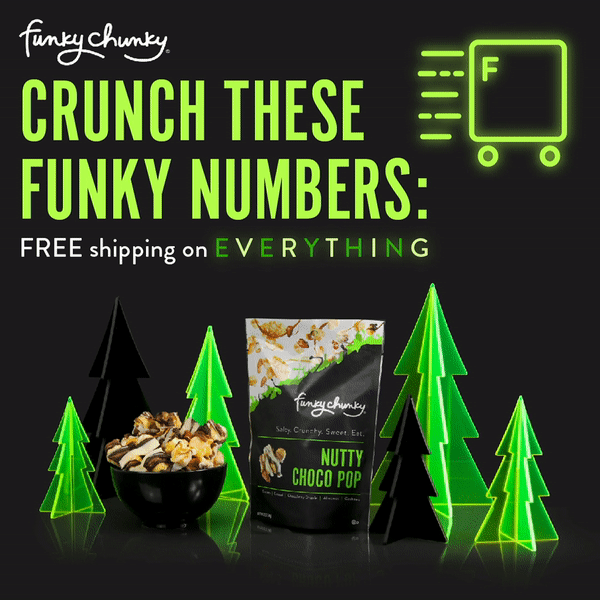 funky chunky®
F
CRUNCH THESE
FUNKY NUMBERS:
FREE shipping on EVERYTHING
funky chunky
Salty. Crunchy. Sweet. Eat.
NUTTY
CHOCO POP